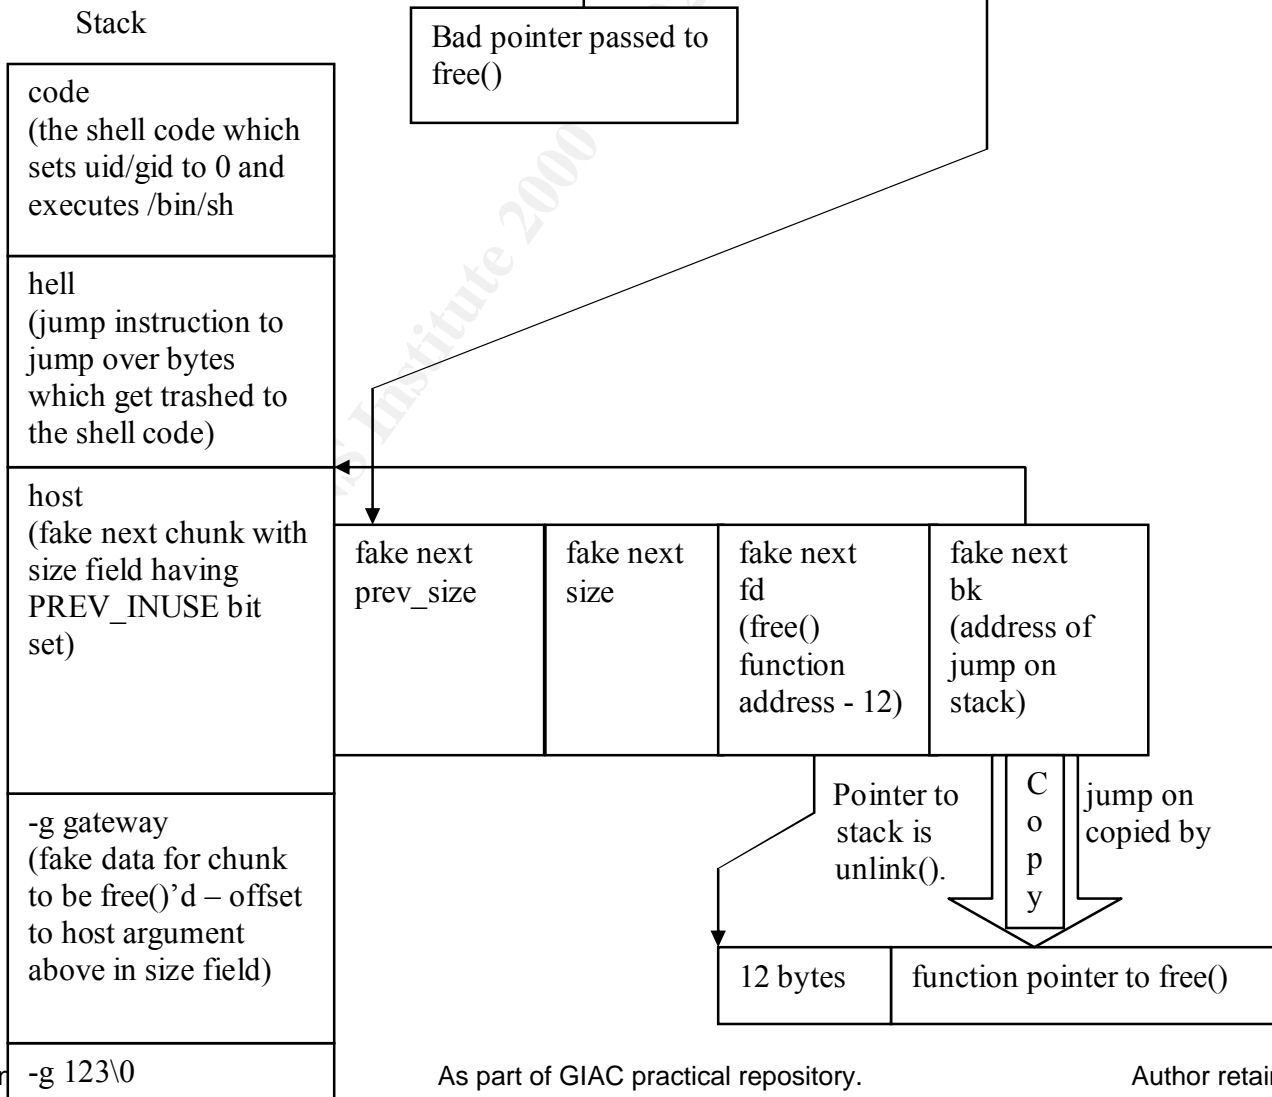 Stack
Bad pointer passed to
free()
code
(the shell code which
sets uid/gid to 0 and
executes /bin/sh
hell
(jump instruction to
jump over bytes
which get trashed to
the shell code)
host
(fake next chunk with
size field having
PREV_INUSE bit
set)
fake next
prev_size
fake next
size
fake next
fd
(free()
function
address - 12)
fake next
bk
(address of
jump on
stack)
-g gateway
(fake data for chunk
to be free()’d – offset
to host argument
above in size field)
Pointer to
stack is
unlink().
C
o
p
y
jump on
copied by
12 bytes
function pointer to free()
-g 123\0
As part of GIAC practical repository.
Author retain
Institute 2000